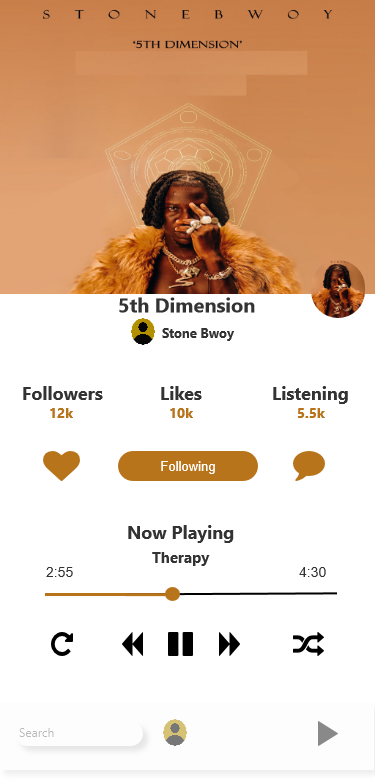 STONEBWOY
"5TH DIMENSION"
5th Dimension
Stone Bwoy
Followers Likes Listening
12k 10k 5.5k
Following
Now Playing
Therapy
2:55 4:30
Search